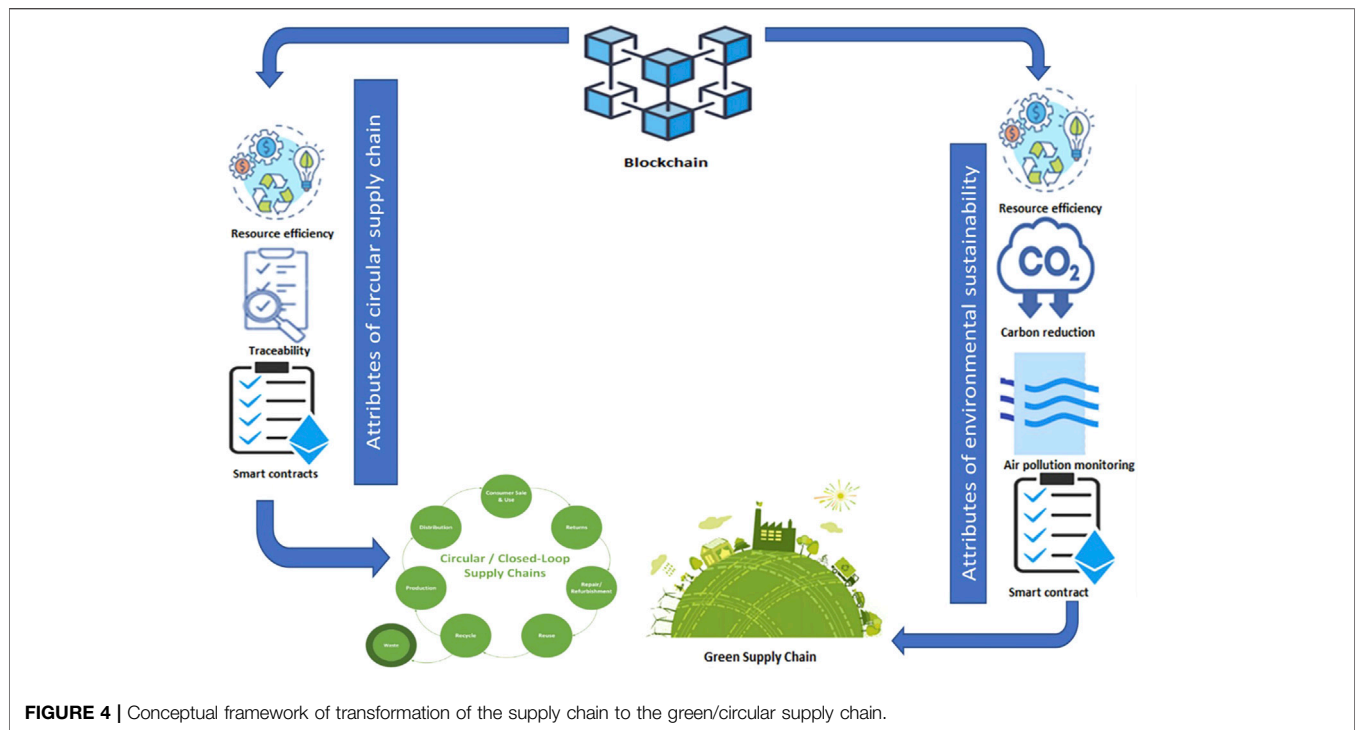 Blockchain
Attributes of circular supply chain
Resource efficiency
Traceability
Smart contracts
Attributes of environmental sustainability
Resource efficiency
CO2
Carbon reduction
Air pollution monitoring
Smart contract
Consumer Sale
& Use
Distribution
Returns
Circular / Closed-Loop
Supply Chains
Production
Repair/
Refurbishment
Recycle
Reuse
Waste
Green Supply Chain
FIGURE 4 | Conceptual framework of transformation of the supply chain to the green/circular supply chain.